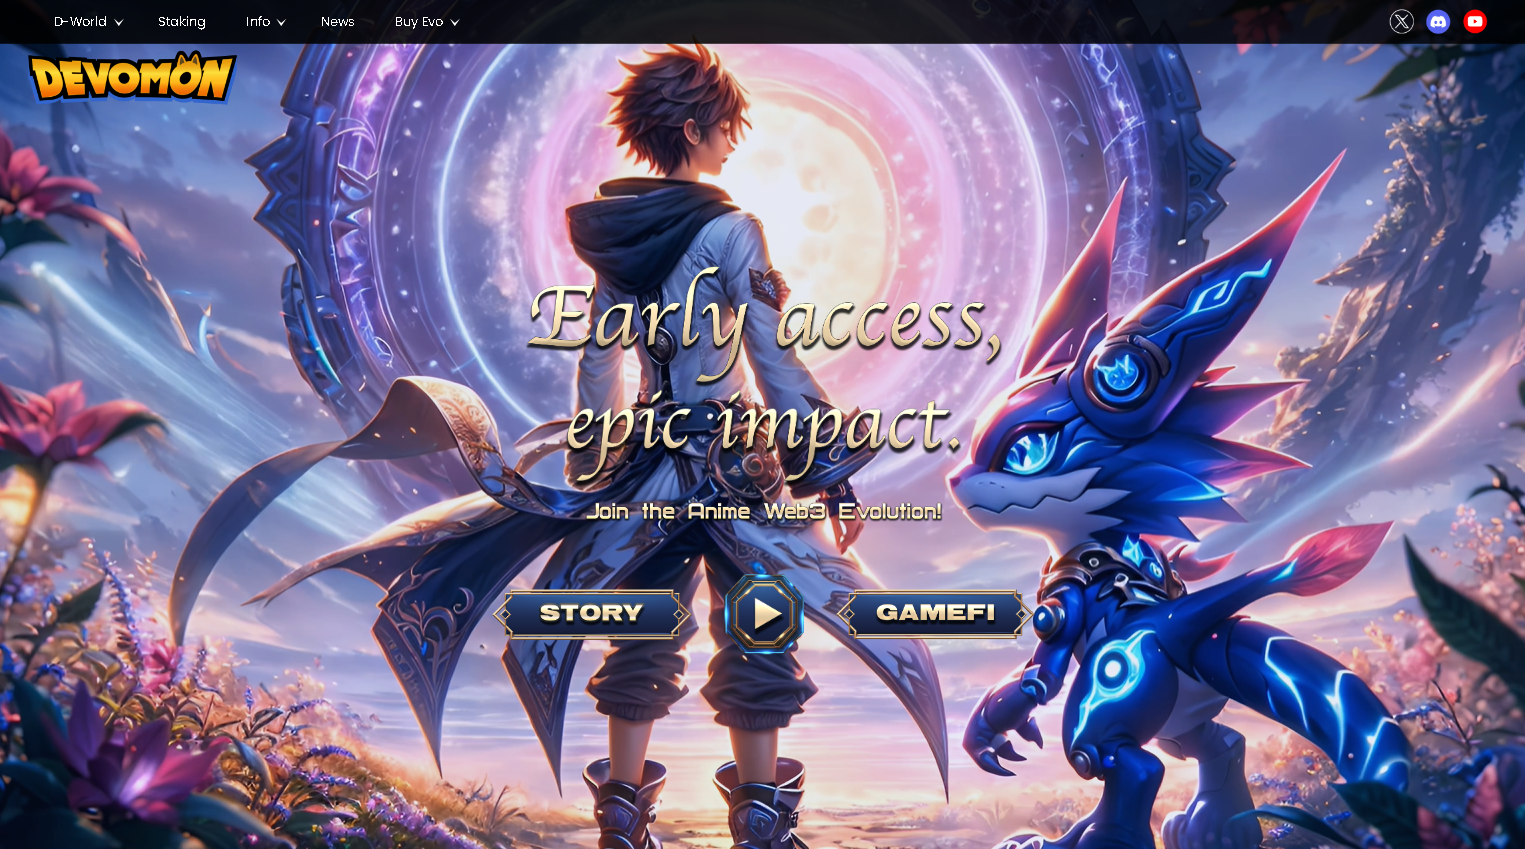 D-World
Staking
Info
News
Buy Evo
DEVOMON
Early access,
epic impact.
Join the Anime Web3 Evolution!
STORY
GAMEFI